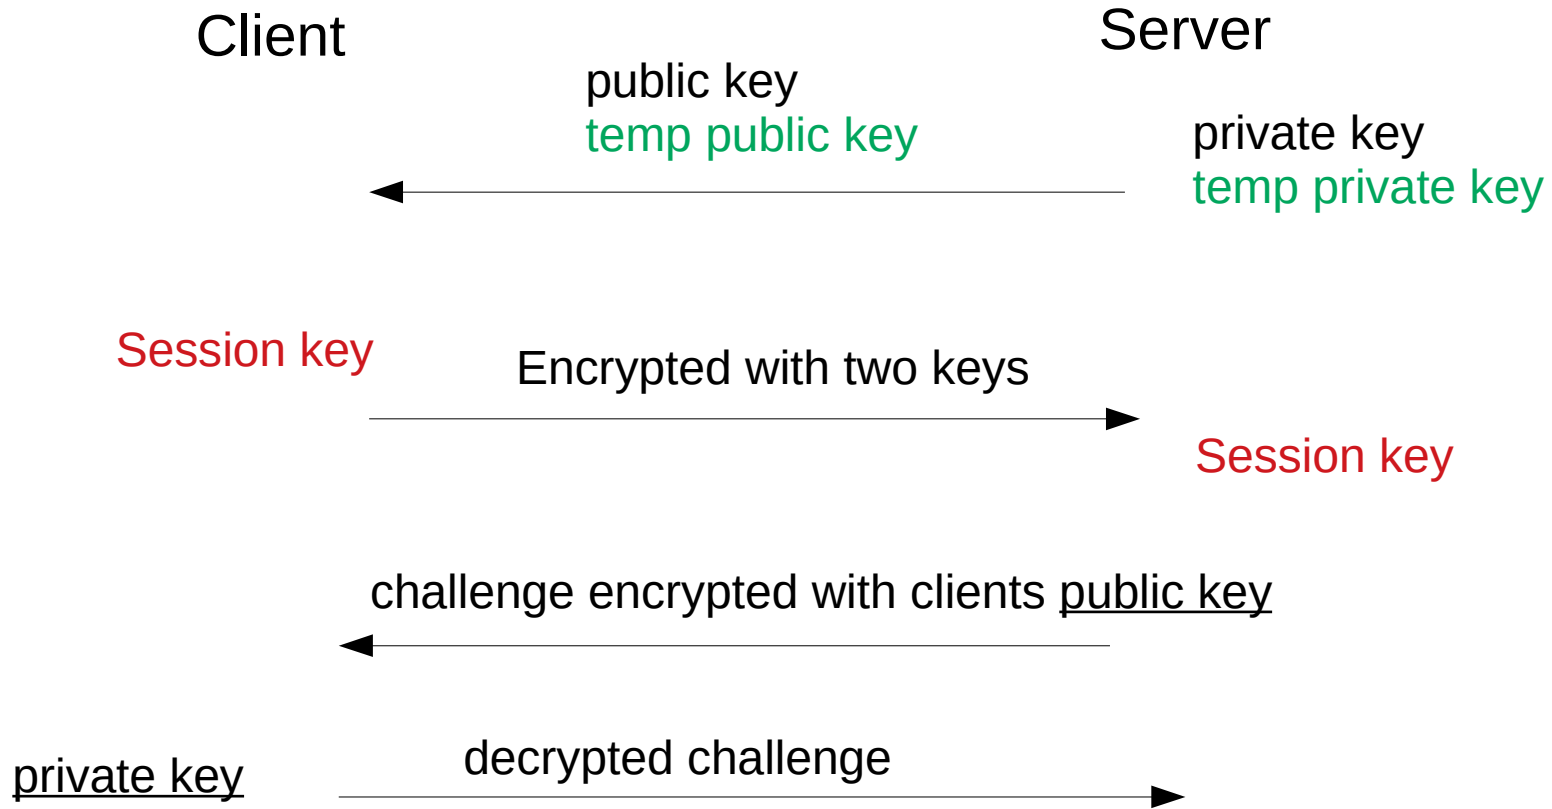 Client
Server
public key
temp public key
private key
temp private key
Session key
Encrypted with two keys
Session key
challenge encrypted with clients public key
decrypted challenge
private key